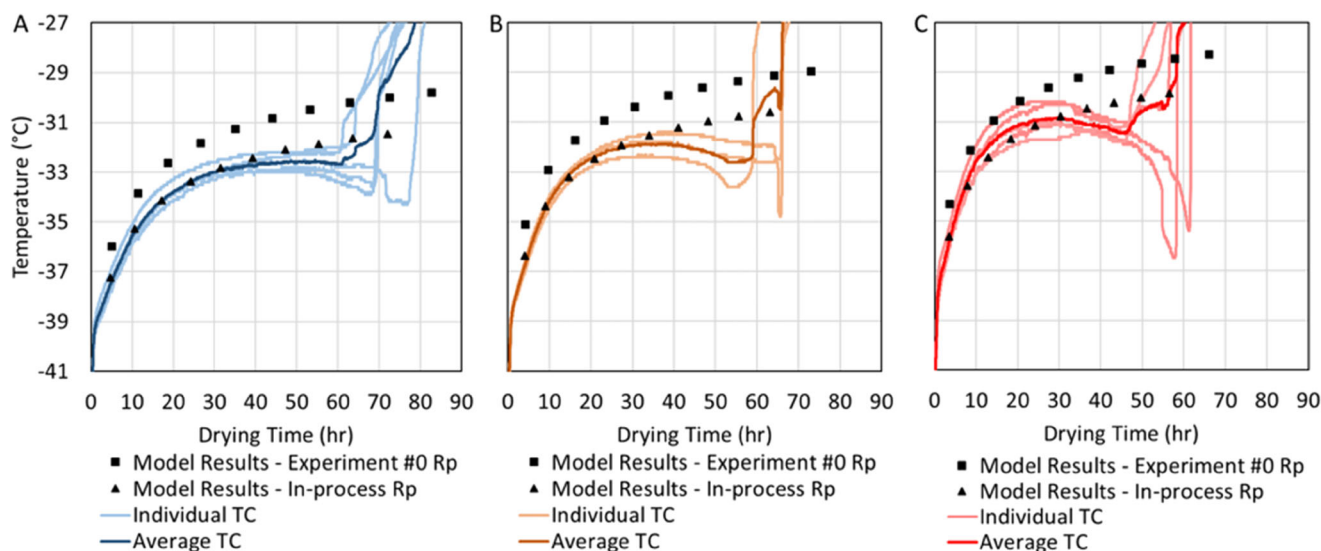 A
B
C
Temperature (°C)
-27
-29
-31
-33
-35
-37
-39
-41
0 10 20 30 40 50 60 70 80 90
0 10 20 30 40 50 60 70 80 90
0 10 20 30 40 50 60 70 80 90
Drying Time (hr)
Drying Time (hr)
Drying Time (hr)
Model Results - Experiment #0 Rp
Model Results - In-process Rp
Individual TC
Average TC
Model Results - Experiment #0 Rp
Model Results - In-process Rp
Individual TC
Average TC
Model Results - Experiment #0 Rp
Model Results - In-process Rp
Individual TC
Average TC